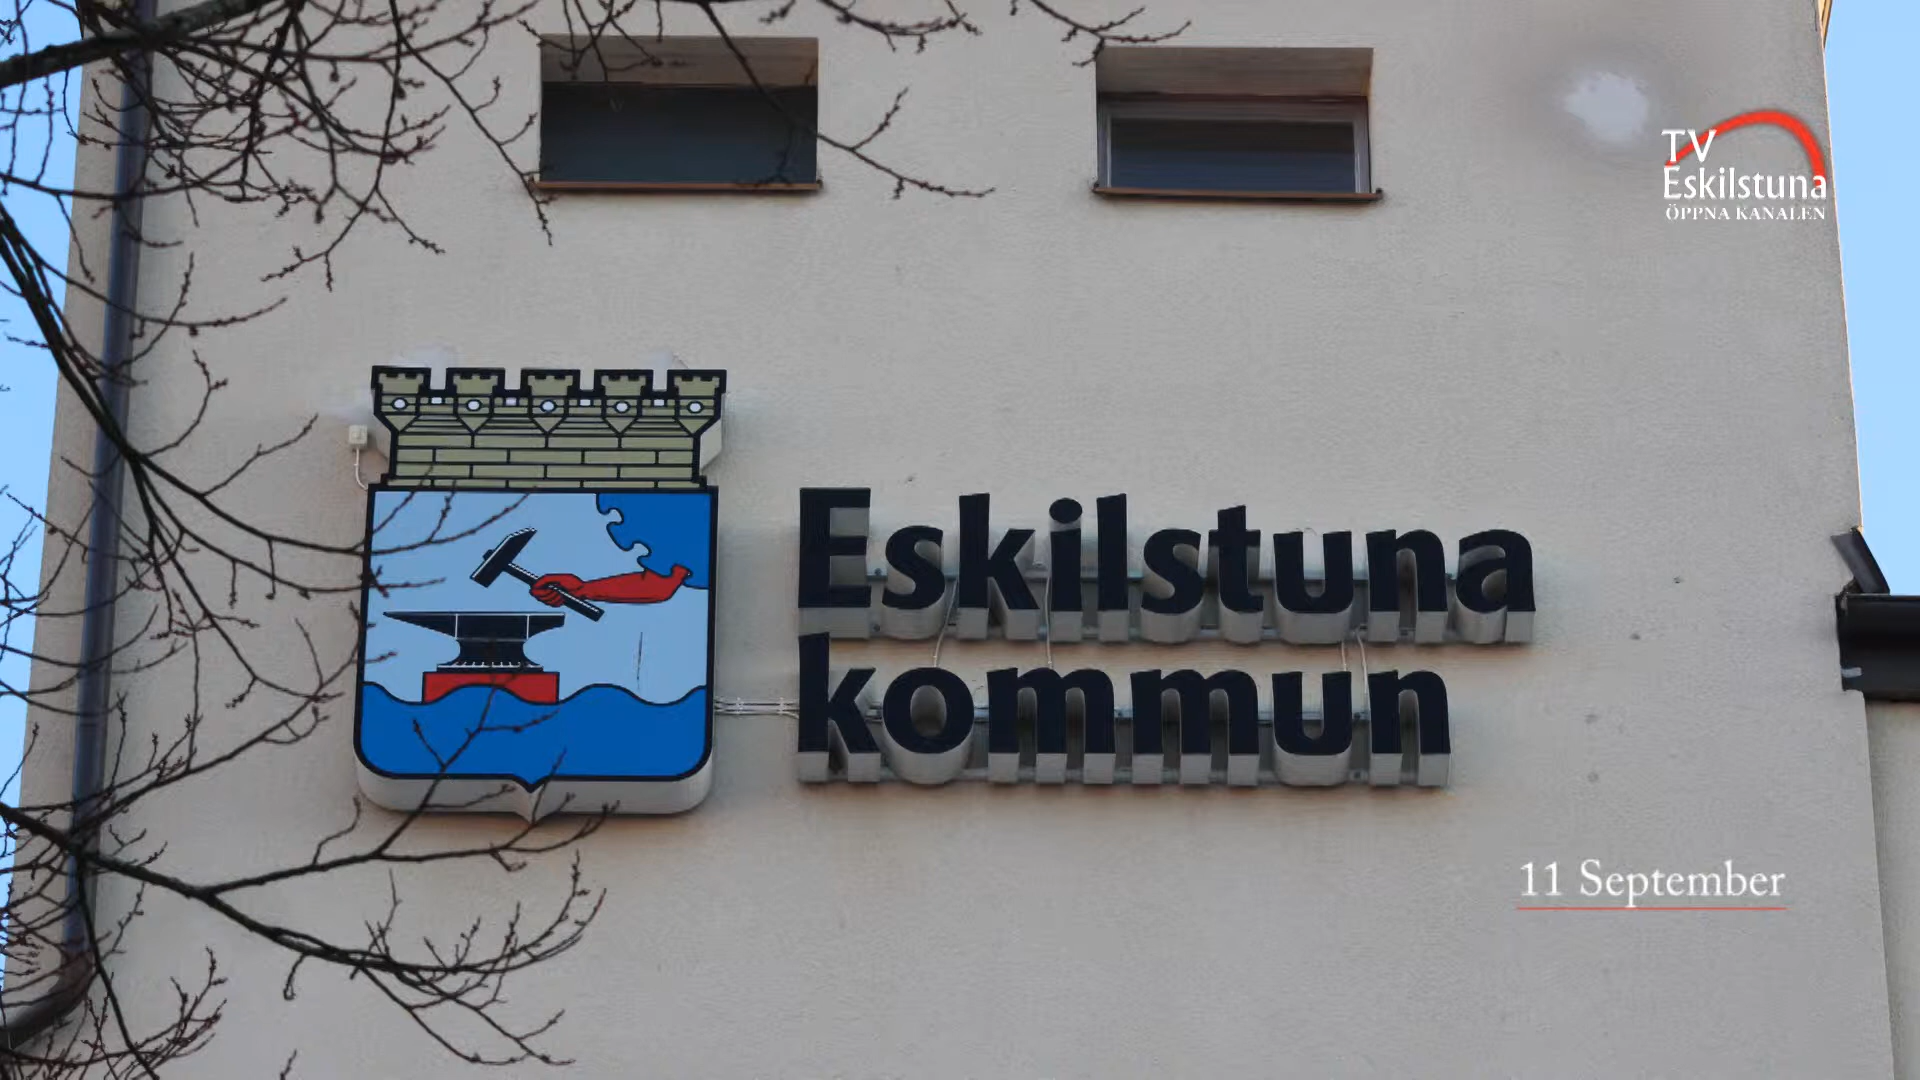 TV
Eskilstuna
ÖPPNA KANALEN
Eskilstuna
kommun
11 September